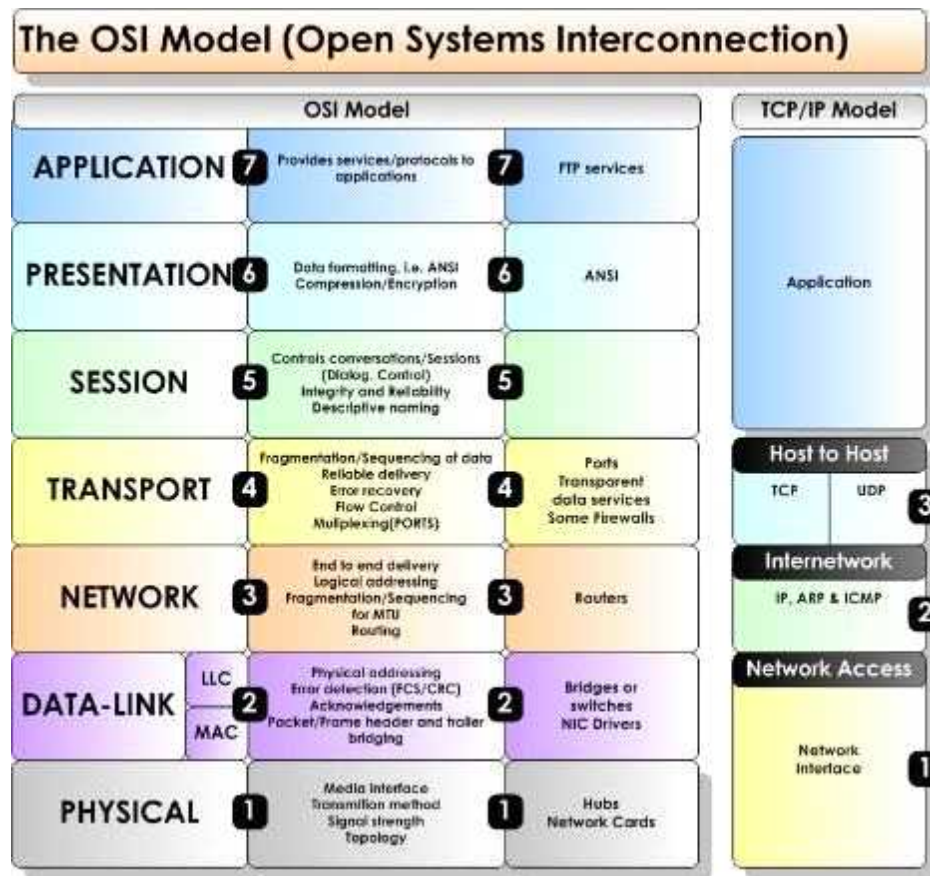 The OSI Model (Open Systems Interconnection)
OSI Model
APPLICATION
7
Provides services/protocols to
applications
7
FTP services
PRESENTATION
6
Data formatting, i.e. ANSI
Compression/Encryption
6
ANSI
SESSION
5
Controls conversations/Sessions
(Dialog, Control)
Integrity and Reliability
Descriptive naming
5
TRANSPORT
4
Fragmentation/Sequencing of data
Reliable delivery
Error recovery
Flow Control
Muliplexing(PORTS)
4
Ports
Transparent
data services
Some Firewalls
NETWORK
3
End to end delivery
Logical addressing
Fragmentation/Sequencing
for MTU
Routing
3
Routers
DATA-LINK
LLC
MAC
2
Physical addressing
Error detection (FCS/CRC)
Acknowledgements
Packet/Frame header and trailer
bridging
2
Bridges or
switches
NIC Drivers
PHYSICAL
1
Media interface
Transmition method
Signal strength
Topology
1
Hubs
Network Cards
TCP/IP Model
Application
Host to Host
TCP
UDP
3
Internetwork
IP, ARP & ICMP
2
Network Access
Network
Interface
1